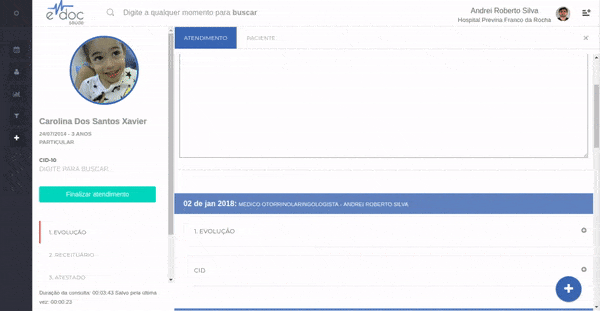 e doc
saúde
Digite a qualquer momento para buscar
Andrei Roberto Silva
Hospital Previna Franco da Rocha
ATENDIMENTO
PACIENTE
Carolina Dos Santos Xavier
24/07/2014 - 3 ANOS
PARTICULAR
CID-10
DIGITE PARA BUSCAR...
Finalizar atendimento
1. EVOLUÇÃO
2. RECEITUÁRIO
3. ATESTADO
Duração da consulta: 00:03:43 Salvo pela última
vez: 00:00:23
02 de jan 2018: MÉDICO OTORRINOLARINGOLOGISTA - ANDREI ROBERTO SILVA
1. EVOLUÇÃO
CID